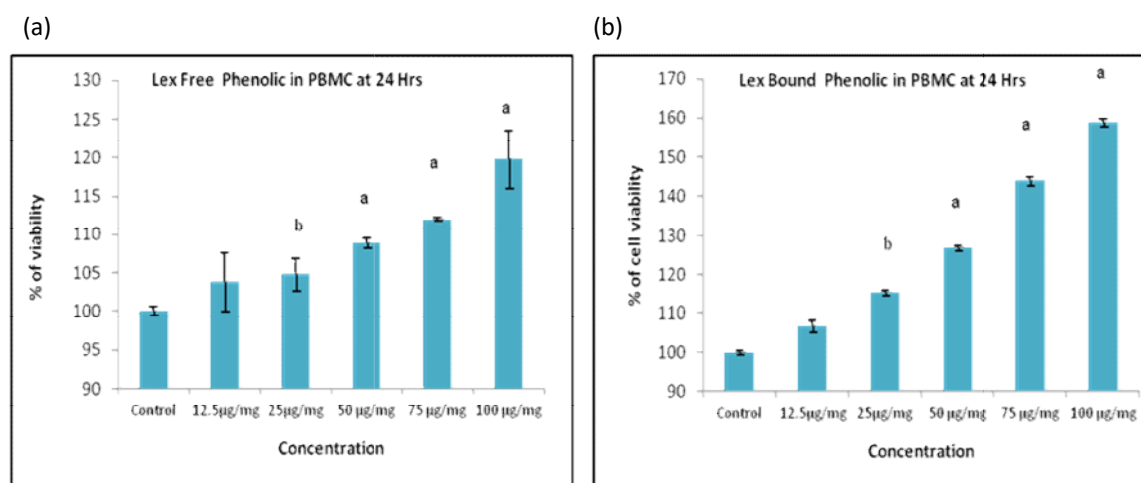 (a)
Lex Free Phenolic in PBMC at 24 Hrs
% of viability
130
125
120
115
110
105
100
95
90
b
a
a
a
Control 12.5µg/mg 25µg/mg 50 µg/mg 75 µg/mg 100 µg/mg
Concentration
(b)
Lex Bound Phenolic in PBMC at 24 Hrs
% of cell viability
170
160
150
140
130
120
110
100
90
b
a
a
a
Control 12.5µg/mg 25µg/mg 50 µg/mg 75 µg/mg 100 µg/mg
Concentration